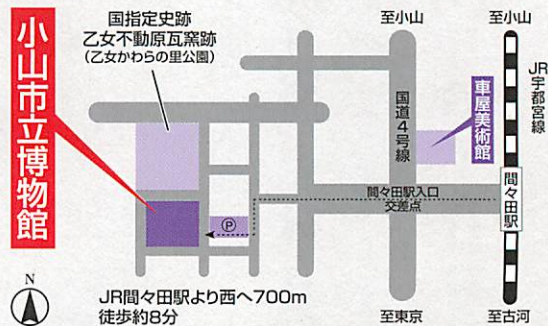 小山市立博物館
国指定史跡
乙女不動原瓦窯跡
（乙女かわらの里公園）
至小山
至小山
JR宇都宮線
国道4号線
車屋美術館
間々田駅入口
交差点
間々田駅
P
N
JR間々田駅より西へ700m
徒歩約8分
至東京
至古河